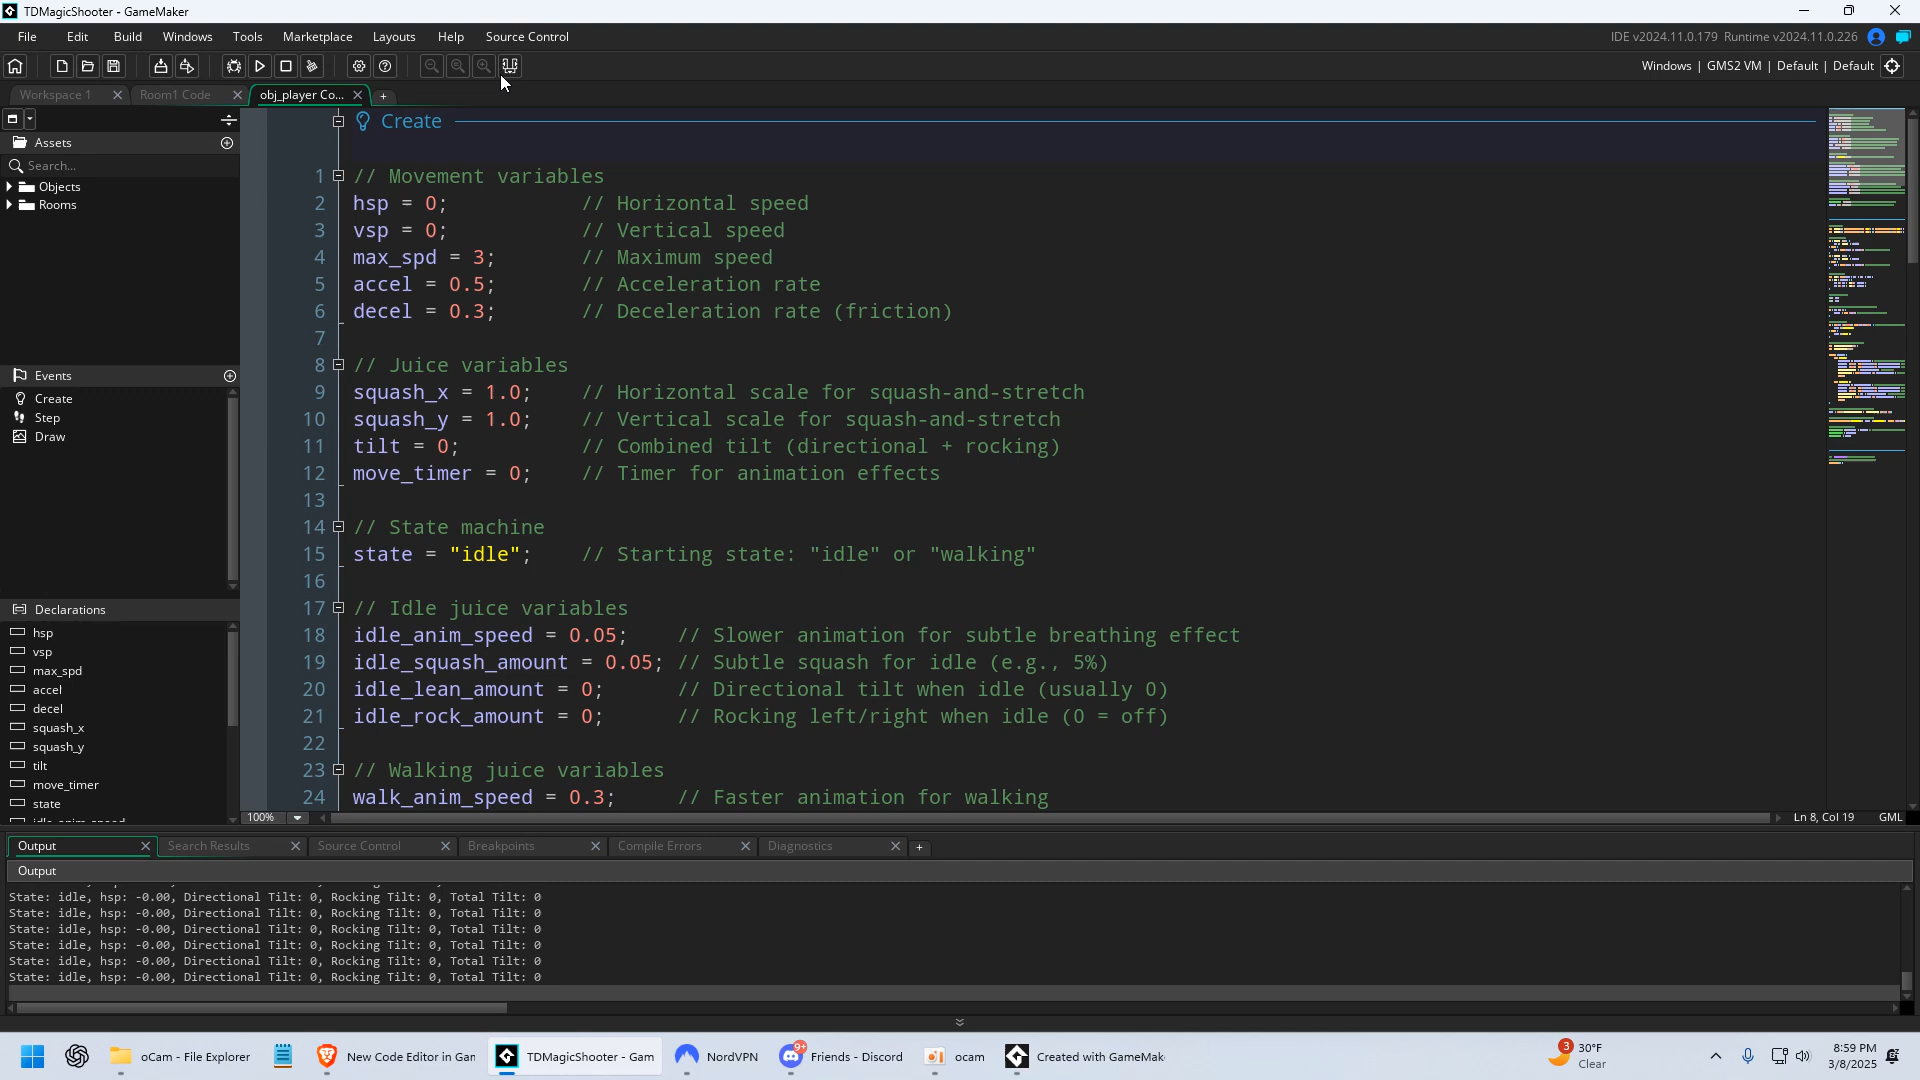 TDMagicShooter - GameMaker
File Edit Build Windows Tools Marketplace Layouts Help Source Control
IDE v2024.11.0.179 Runtime v2024.11.0.226
Windows | GMS2 VM | Default | Default
Workspace 1 Room1 Code obj_player Co...
Assets
Search...
Objects
Rooms
Events
Create
Step
Draw
Declarations
hsp
vsp
max_spd
accel
decel
squash_x
squash_y
tilt
move_timer
state
Create
1 // Movement variables
2 hsp = 0; // Horizontal speed
3 vsp = 0; // Vertical speed
4 max_spd = 3; // Maximum speed
5 accel = 0.5; // Acceleration rate
6 decel = 0.3; // Deceleration rate (friction)
7
8 // Juice variables
9 squash_x = 1.0; // Horizontal scale for squash-and-stretch
10 squash_y = 1.0; // Vertical scale for squash-and-stretch
11 tilt = 0; // Combined tilt (directional + rocking)
12 move_timer = 0; // Timer for animation effects
13
14 // State machine
15 state = "idle"; // Starting state: "idle" or "walking"
16
17 // Idle juice variables
18 idle_anim_speed = 0.05; // Slower animation for subtle breathing effect
19 idle_squash_amount = 0.05; // Subtle squash for idle (e.g., 5%)
20 idle_lean_amount = 0; // Directional tilt when idle (usually 0)
21 idle_rock_amount = 0; // Rocking left/right when idle (0 = off)
22
23 // Walking juice variables
24 walk_anim_speed = 0.3; // Faster animation for walking
100%
Ln 8, Col 19 GML
Output Search Results Source Control Breakpoints Compile Errors Diagnostics
Output
State: idle, hsp: -0.00, Directional Tilt: 0, Rocking Tilt: 0, Total Tilt: 0
State: idle, hsp: -0.00, Directional Tilt: 0, Rocking Tilt: 0, Total Tilt: 0
State: idle, hsp: -0.00, Directional Tilt: 0, Rocking Tilt: 0, Total Tilt: 0
State: idle, hsp: -0.00, Directional Tilt: 0, Rocking Tilt: 0, Total Tilt: 0
State: idle, hsp: -0.00, Directional Tilt: 0, Rocking Tilt: 0, Total Tilt: 0
State: idle, hsp: -0.00, Directional Tilt: 0, Rocking Tilt: 0, Total Tilt: 0
oCam - File Explorer New Code Editor in Gam TDMagicShooter - Gam NordVPN 9+ Friends - Discord ocam Created with GameMak
3 30°F
Clear
8:59 PM
3/8/2025